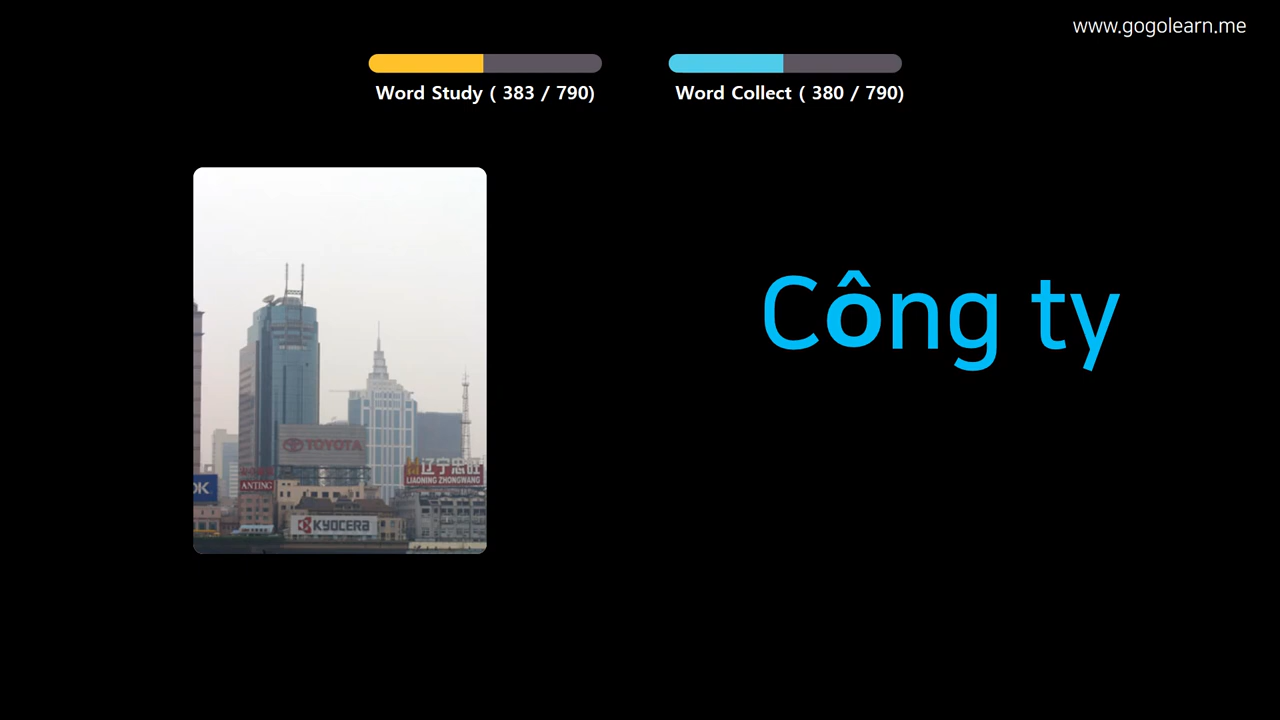 www.gogolearn.me
Word Study ( 383 / 790)
Word Collect ( 380 / 790)
Công ty
TOYOTA
辽宁忠旺
LIAONING ZHONGWANG
OK
ANTING
KYOCERA